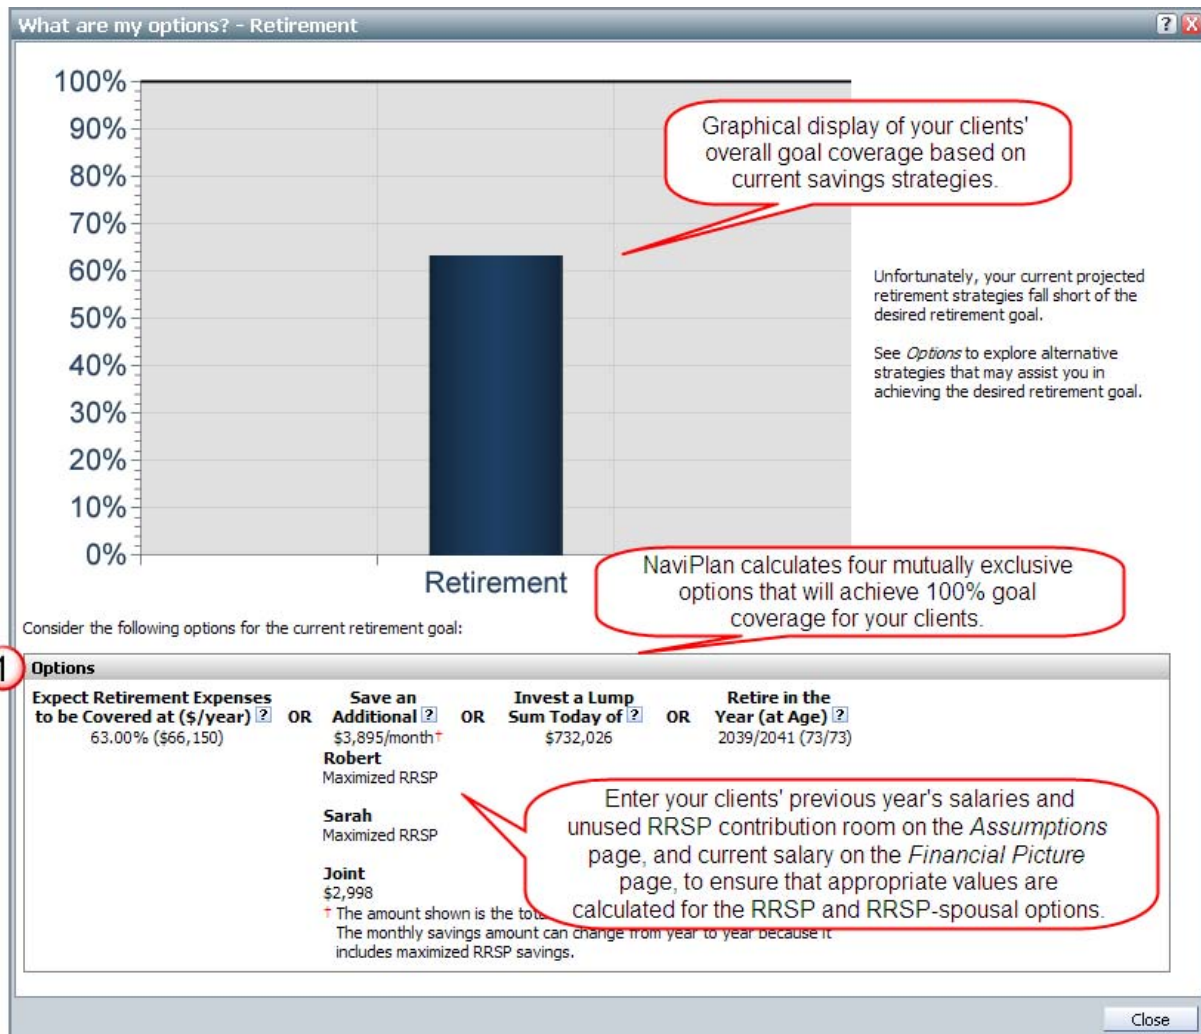 What are my options? - Retirement
?
X
100%
90%
80%
70%
60%
50%
40%
30%
20%
10%
0%
Retirement
Graphical display of your clients'
overall goal coverage based on
current savings strategies.
Unfortunately, your current projected
retirement strategies fall short of the
desired retirement goal.
See Options to explore alternative
strategies that may assist you in
achieving the desired retirement goal.
NaviPlan calculates four mutually exclusive
options that will achieve 100% goal
coverage for your clients.
Consider the following options for the current retirement goal:
1
Options
Expect Retirement Expenses
to be Covered at ($/year) ?
63.00% ($66,150)
OR
Save an
Additional ?
$3,895/month†
Robert
Maximized RRSP
Sarah
Maximized RRSP
Joint
$2,998
† The amount shown is the
The monthly savings amount can change from year to year because it
includes maximized RRSP savings.
OR
Invest a Lump
Sum Today of ?
$732,026
OR
Retire in the
Year (at Age) ?
2039/2041 (73/73)
Enter your clients' previous year's salaries and
unused RRSP contribution room on the Assumptions
page, and current salary on the Financial Picture
page, to ensure that appropriate values are
calculated for the RRSP and RRSP-spousal options.
Close